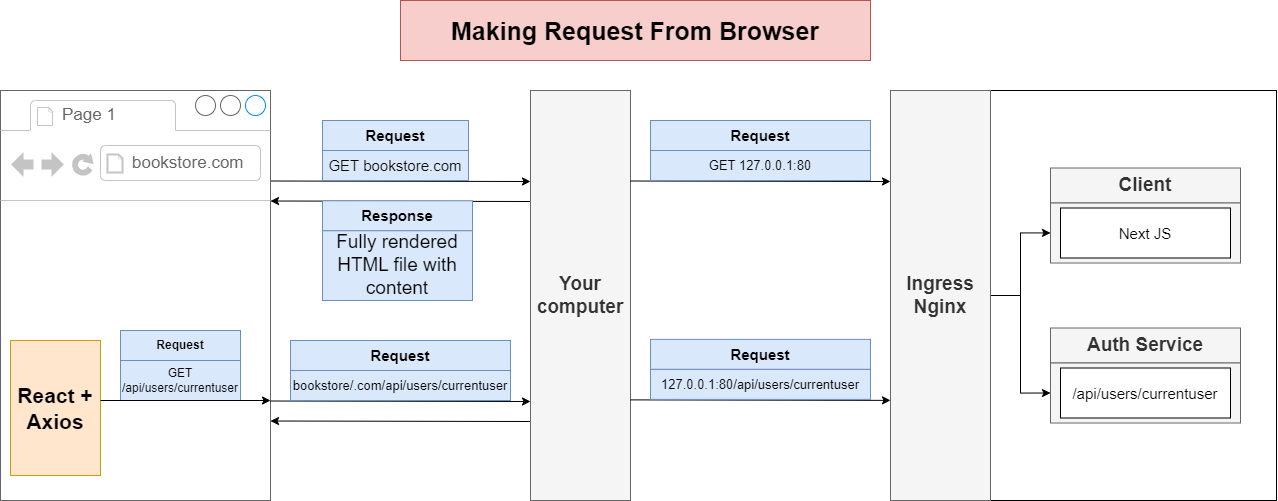 Making Request From Browser
Page 1
bookstore.com
Request
GET bookstore.com
Response
Fully rendered
HTML file with
content
Request
GET 127.0.0.1:80
Your
computer
Ingress
Nginx
Client
Next JS
React +
Axios
Request
GET
/api/users/currentuser
Request
bookstore/.com/api/users/currentuser
Request
127.0.0.1:80/api/users/currentuser
Auth Service
/api/users/currentuser